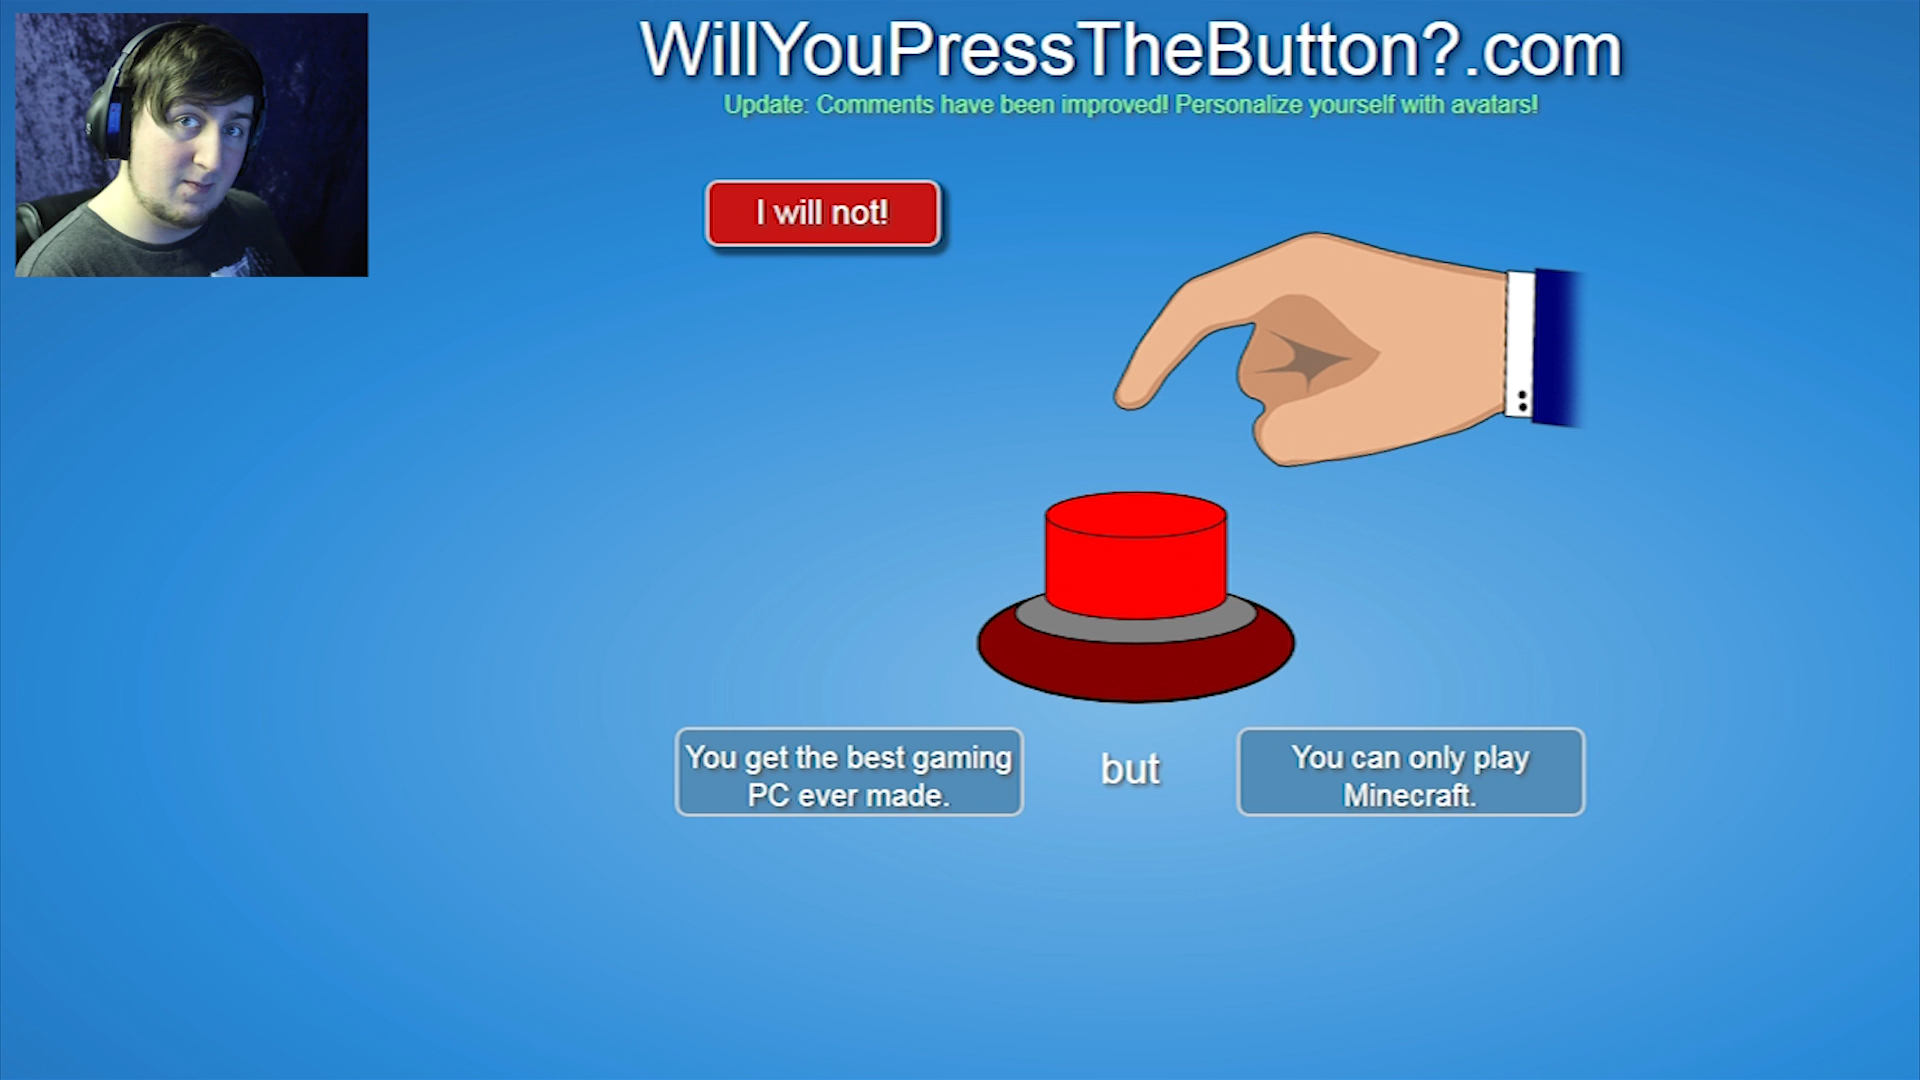 WillYouPressTheButton?.com
Update: Comments have been improved! Personalize yourself with avatars!
I will not!
You get the best gaming
PC ever made.
but
You can only play
Minecraft.